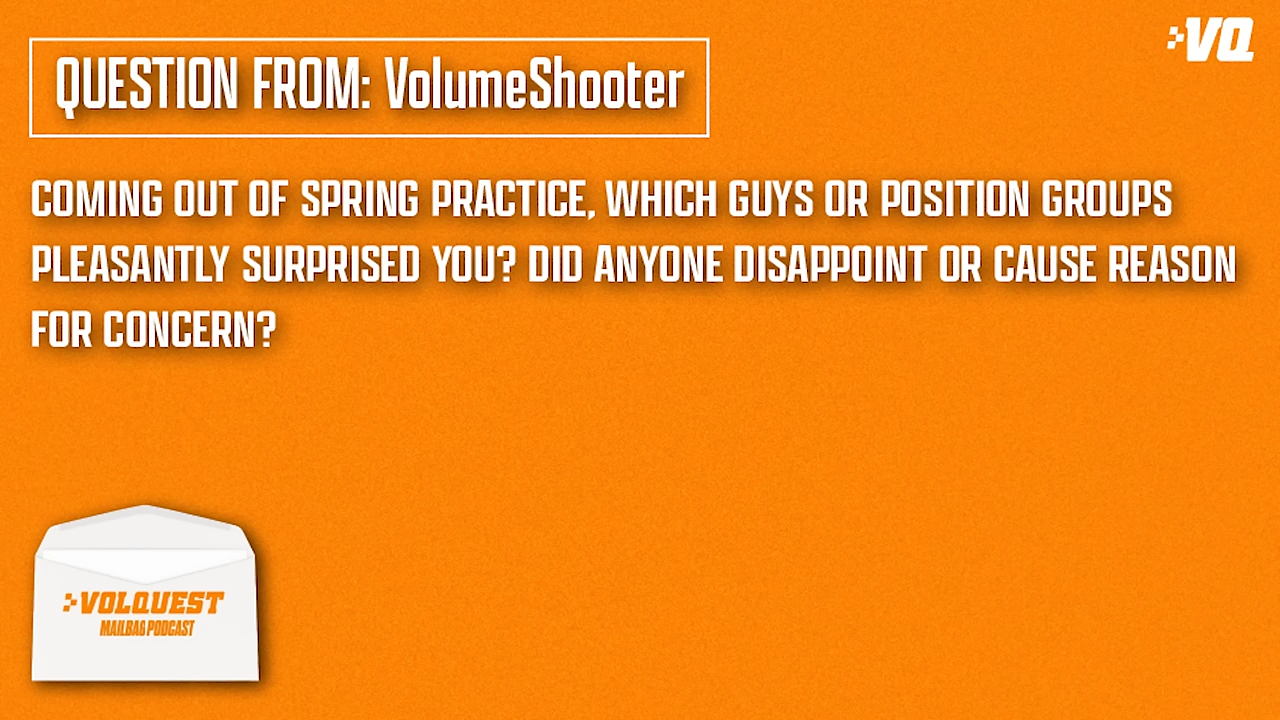 VQ
QUESTION FROM: VolumeShooter
COMING OUT OF SPRING PRACTICE, WHICH GUYS OR POSITION GROUPS
PLEASANTLY SURPRISED YOU? DID ANYONE DISAPPOINT OR CAUSE REASON
FOR CONCERN?
VOLQUEST
MAILBAG PODCAST